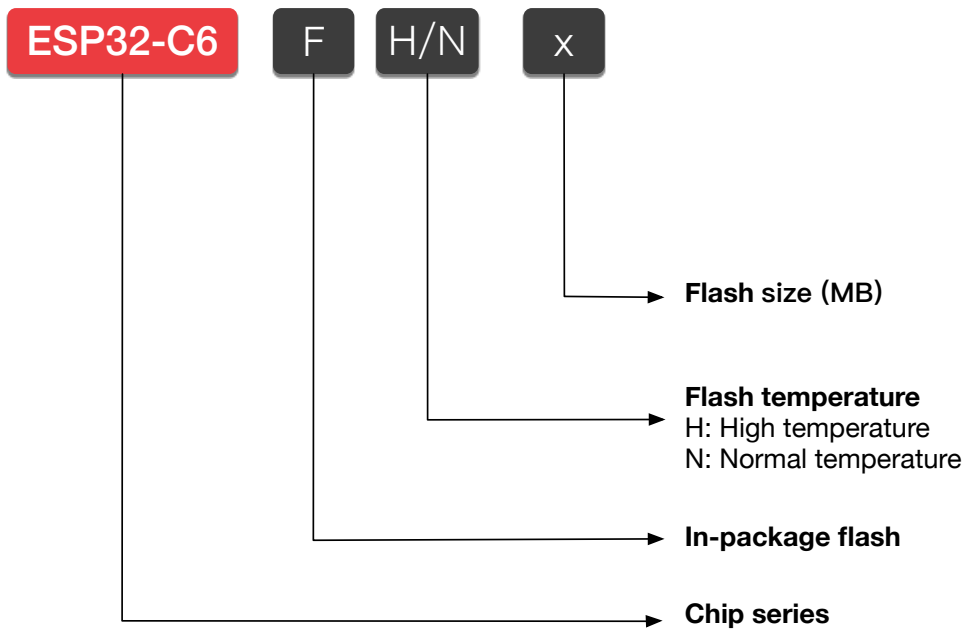 ESP32-C6 F H/N x
Flash size (MB)
Flash temperature
H: High temperature
N: Normal temperature
In-package flash
Chip series